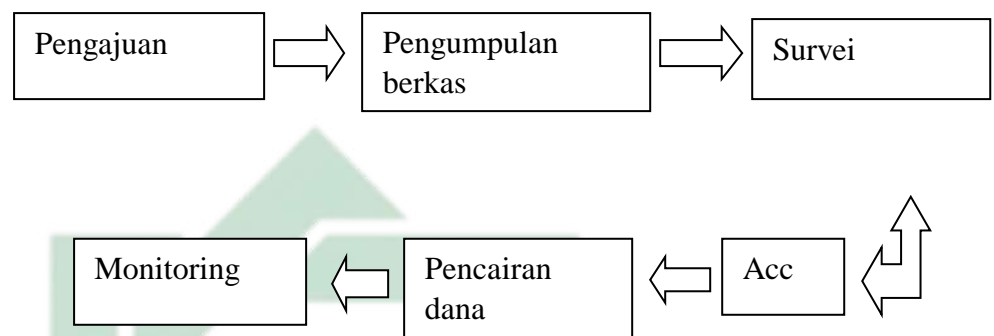 Pengajuan
Pengumpulan
berkas
Survei
Acc
Pencairan
dana
Monitoring